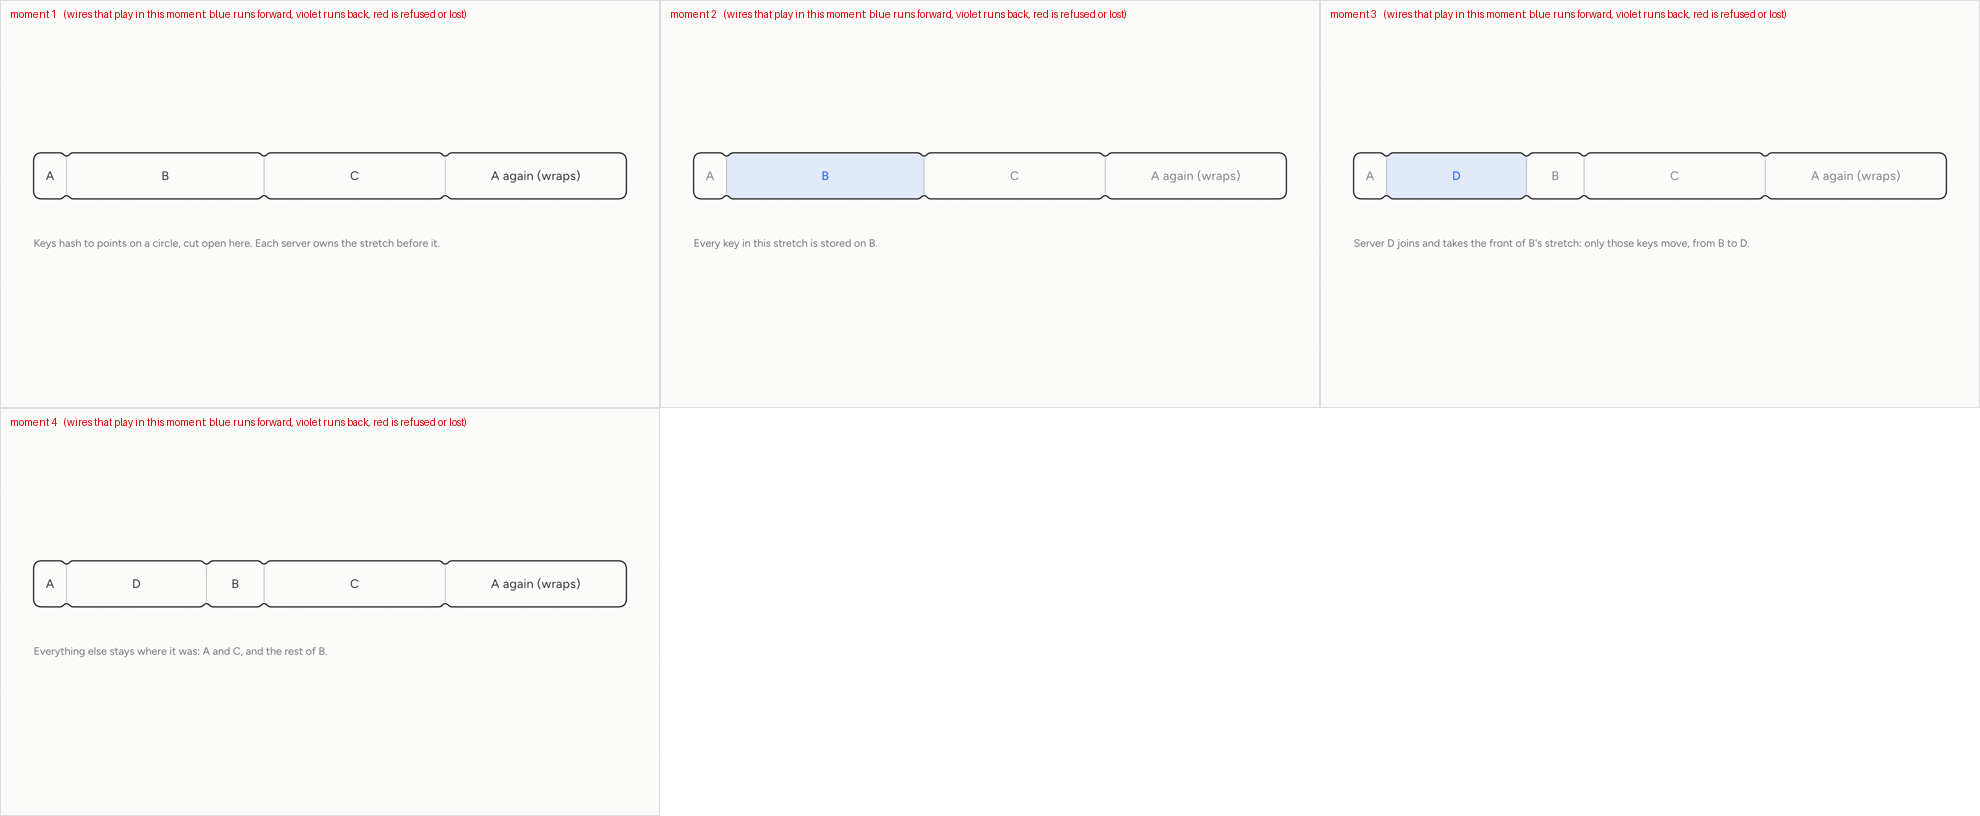 moment 1 (wires that play in this moment: blue runs forward, violet runs back, red is refused or lost)
A B C A again (wraps)
Keys hash to points on a circle, cut open here. Each server owns the stretch before it.
moment 2 (wires that play in this moment: blue runs forward, violet runs back, red is refused or lost)
A B C A again (wraps)
Every key in this stretch is stored on B.
moment 3 (wires that play in this moment: blue runs forward, violet runs back, red is refused or lost)
A D B C A again (wraps)
Server D joins and takes the front of B's stretch: only those keys move, from B to D.
moment 4 (wires that play in this moment: blue runs forward, violet runs back, red is refused or lost)
A D B C A again (wraps)
Everything else stays where it was: A and C, and the rest of B.